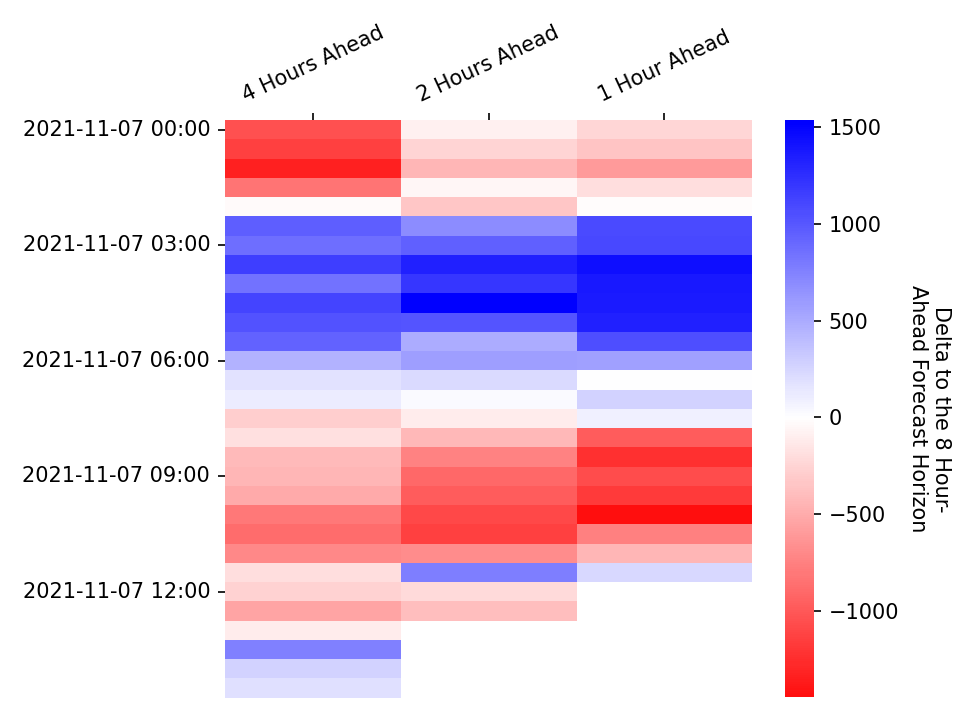 4 Hours Ahead
2 Hours Ahead
1 Hour Ahead
2021-11-07 00:00
2021-11-07 03:00
2021-11-07 06:00
2021-11-07 09:00
2021-11-07 12:00
1500
1000
500
0
−500
−1000
Delta to the 8 Hour-
Ahead Forecast Horizon